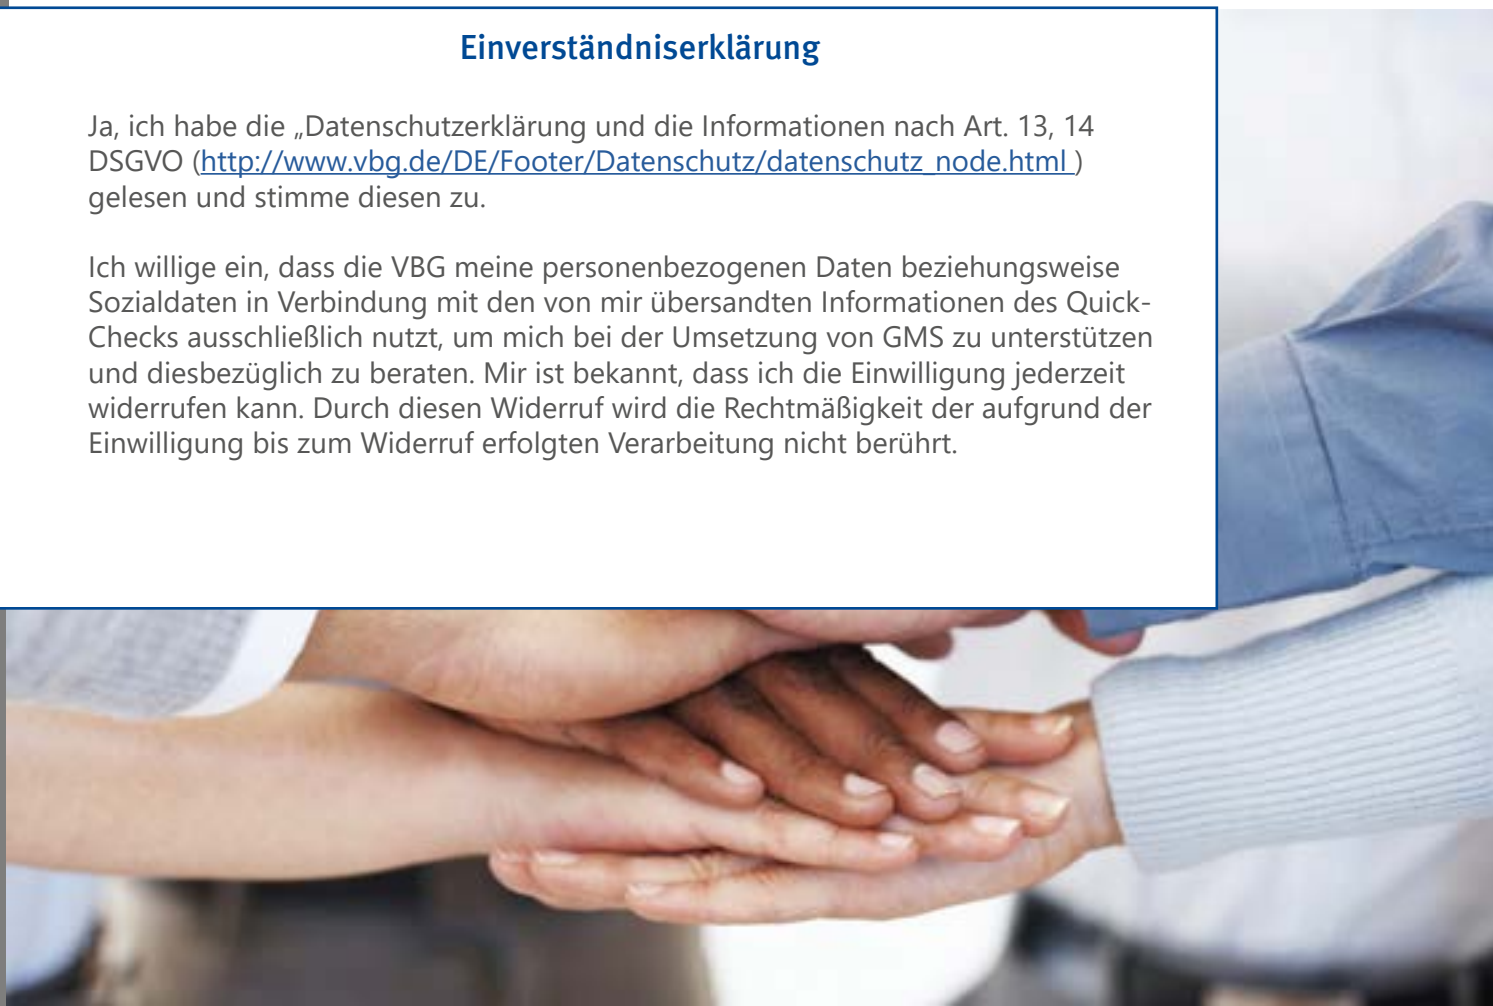 Einverständniserklärung
Ja, ich habe die „Datenschutzerklärung und die Informationen nach Art. 13, 14
DSGVO (http://www.vbg.de/DE/Footer/Datenschutz/datenschutz_node.html )
gelesen und stimme diesen zu.
Ich willige ein, dass die VBG meine personenbezogenen Daten beziehungsweise
Sozialdaten in Verbindung mit den von mir übersandten Informationen des Quick-
Checks ausschließlich nutzt, um mich bei der Umsetzung von GMS zu unterstützen
und diesbezüglich zu beraten. Mir ist bekannt, dass ich die Einwilligung jederzeit
widerrufen kann. Durch diesen Widerruf wird die Rechtmäßigkeit der aufgrund der
Einwilligung bis zum Widerruf erfolgten Verarbeitung nicht berührt.